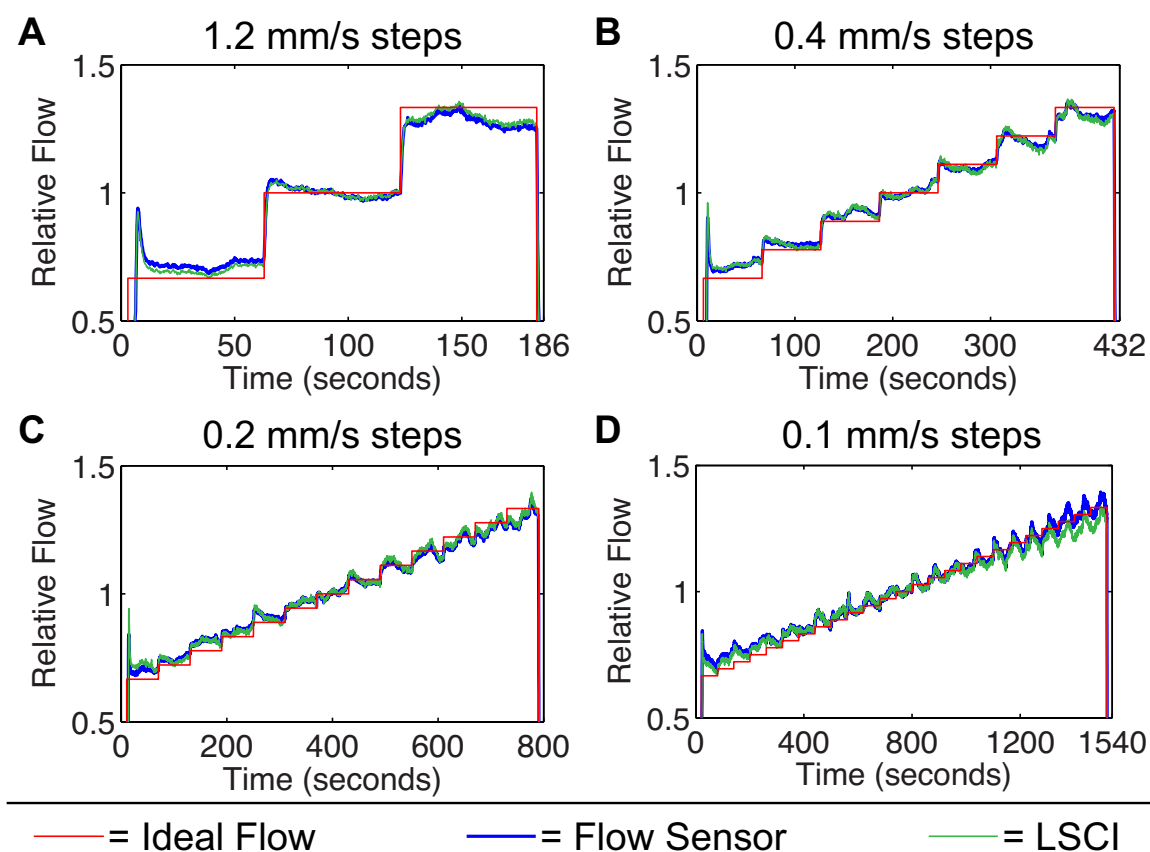 A
1.2 mm/s steps
Relative Flow
1.5
1
0.5
0 50 100 150 186
Time (seconds)
B
0.4 mm/s steps
Relative Flow
1.5
1
0.5
0 100 200 300 432
Time (seconds)
C
0.2 mm/s steps
Relative Flow
1.5
1
0.5
0 200 400 600 800
Time (seconds)
D
0.1 mm/s steps
Relative Flow
1.5
1
0.5
0 400 800 1200 1540
Time (seconds)
= Ideal Flow = Flow Sensor = LSCI